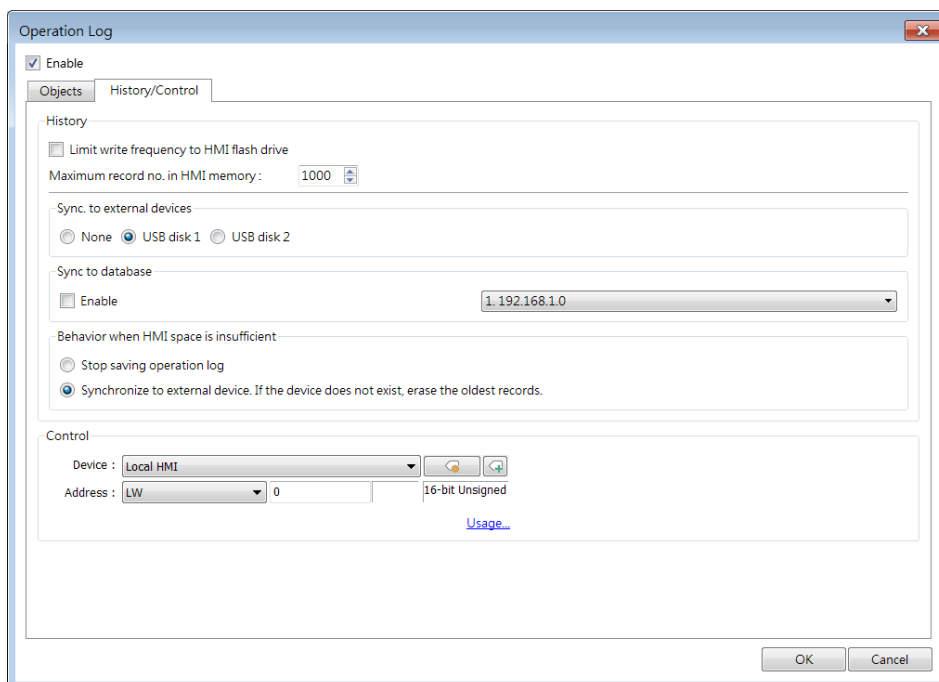 Operation Log
Enable
Objects History/Control
History
Limit write frequency to HMI flash drive
Maximum record no. in HMI memory : 1000
Sync. to external devices
None USB disk 1 USB disk 2
Sync to database
Enable 1. 192.168.1.0
Behavior when HMI space is insufficient
Stop saving operation log
Synchronize to external device. If the device does not exist, erase the oldest records.
Control
Device : Local HMI
Address : LW 0 16-bit Unsigned
Usage...
OK Cancel